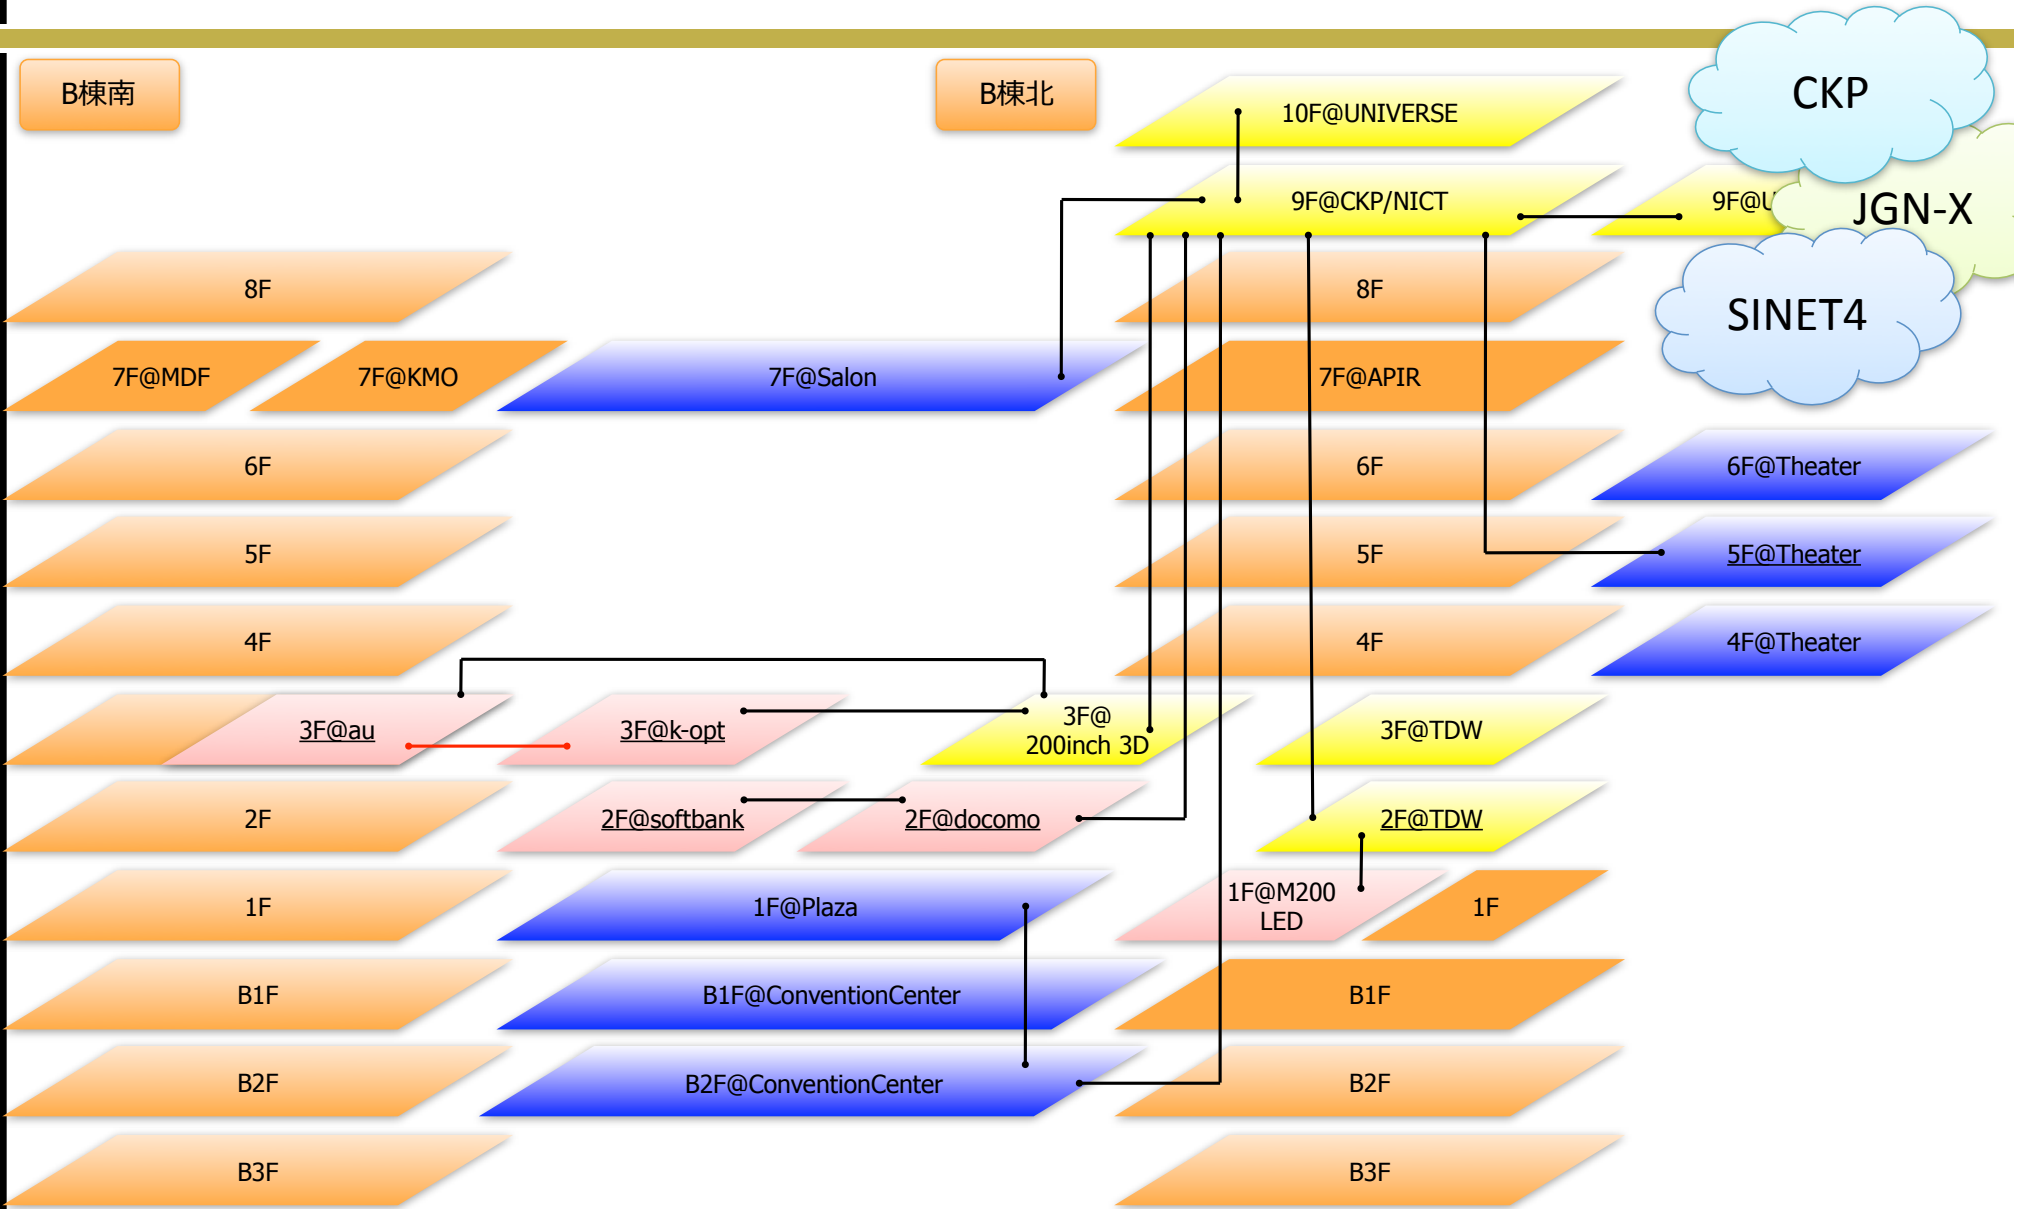 B棟南
B棟北
CKP
10F@UNIVERSE
9F@CKP/NICT
9F@U
JGN-X
8F
8F
SINET4
7F@MDF
7F@KMO
7F@Salon
7F@APIR
6F
6F
6F@Theater
5F
5F
5F@Theater
4F
4F
4F@Theater
3F@au
3F@k-opt
3F@
200inch 3D
3F@TDW
2F
2F@softbank
2F@docomo
2F@TDW
1F
1F@Plaza
1F@M200
LED
1F
B1F
B1F@ConventionCenter
B1F
B2F
B2F@ConventionCenter
B2F
B3F
B3F